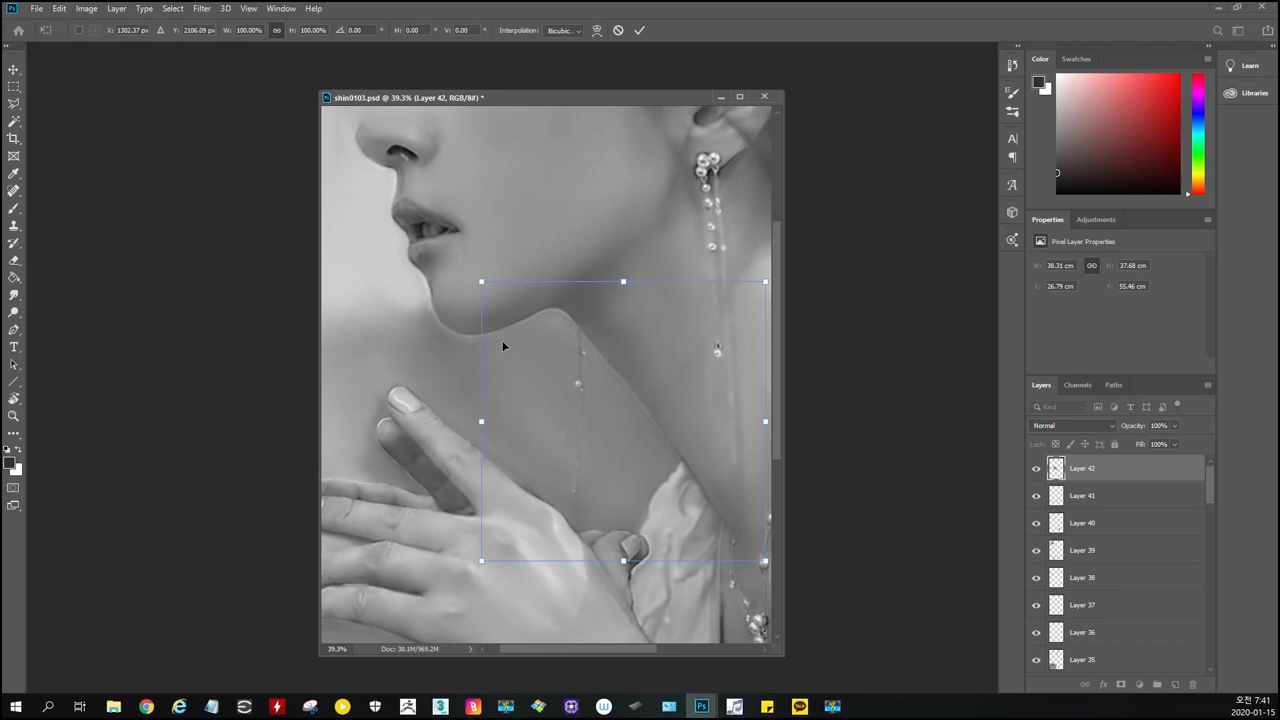 Ps File Edit Image Layer Type Select Filter 3D View Window Help
X: 1302.37 px Y: 2106.09 px W: 100.00% H: 100.00% 0.00 ° H: 0.00 ° V: 0.00 ° Interpolation: Bicubic...
shin0103.psd @ 39.3% (Layer 42, RGB/8#) *
39.3% Doc: 38.1M/969.2M
Color Swatches
Learn
Libraries
Properties Adjustments
Pixel Layer Properties
W: 38.31 cm H: 37.68 cm
X: 26.79 cm Y: 55.46 cm
Layers Channels Paths
Kind
Normal Opacity: 100%
Lock: Fill: 100%
Layer 42
Layer 41
Layer 40
Layer 39
Layer 38
Layer 37
Layer 36
Layer 35
fx
오전 7:41
2020-01-15